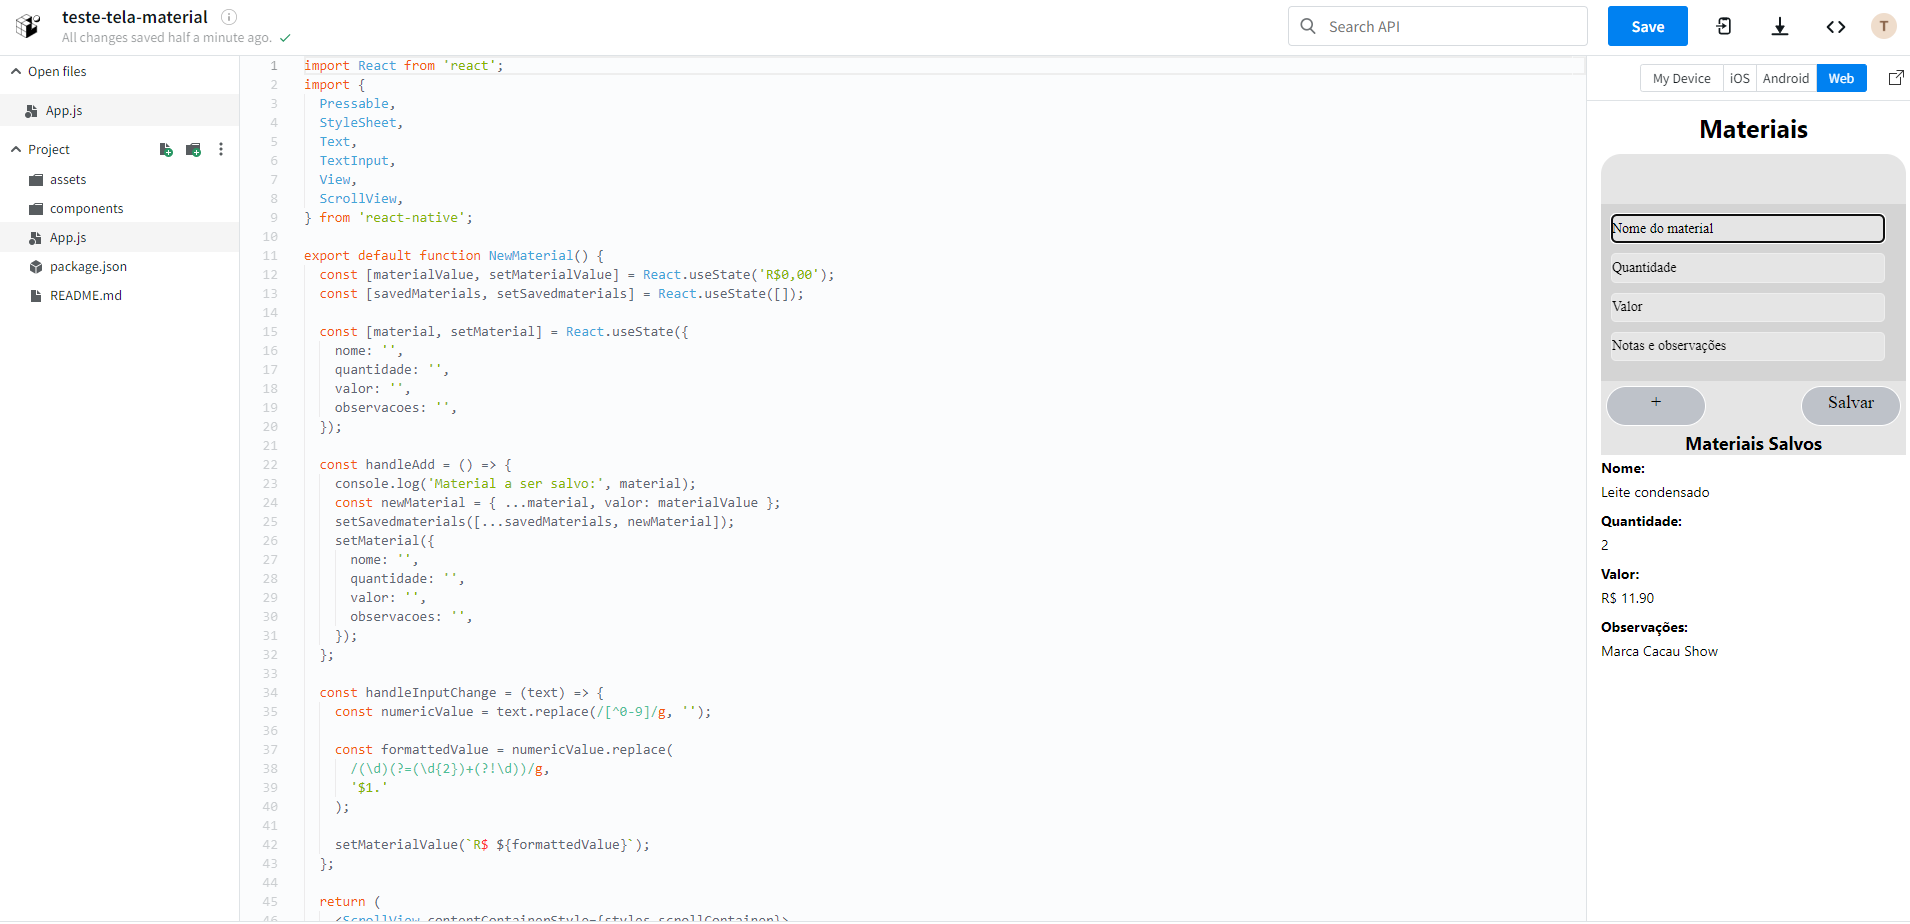 teste-tela-material
All changes saved half a minute ago.
Search API
Save
T
Open files
App.js
Project
assets
components
App.js
package.json
README.md
1 import React from 'react';
2 import {
3 Pressable,
4 StyleSheet,
5 Text,
6 TextInput,
7 View,
8 ScrollView,
9 } from 'react-native';
10
11 export default function NewMaterial() {
12 const [materialValue, setMaterialValue] = React.useState('R$0,00');
13 const [savedMaterials, setSavedmaterials] = React.useState([]);
14
15 const [material, setMaterial] = React.useState({
16 nome: '',
17 quantidade: '',
18 valor: '',
19 observacoes: '',
20 });
21
22 const handleAdd = () => {
23 console.log('Material a ser salvo:', material);
24 const newMaterial = { ...material, valor: materialValue };
25 setSavedmaterials([...savedMaterials, newMaterial]);
26 setMaterial({
27 nome: '',
28 quantidade: '',
29 valor: '',
30 observacoes: '',
31 });
32 };
33
34 const handleInputChange = (text) => {
35 const numericValue = text.replace(/[^0-9]/g, '');
36
37 const formattedValue = numericValue.replace(
38 /(\d)(?=(\d{2})+(?!\d))/g,
39 '$1.'
40 );
41
42 setMaterialValue(`R$ ${formattedValue}`);
43 };
44
45 return (
46 <ScrollView contentContainerStyle={styles.scrollContainer}>
My Device
iOS
Android
Web
Materiais
Nome do material
Quantidade
Valor
Notas e observações
+
Salvar
Materiais Salvos
Nome:
Leite condensado
Quantidade:
2
Valor:
R$ 11.90
Observações:
Marca Cacau Show